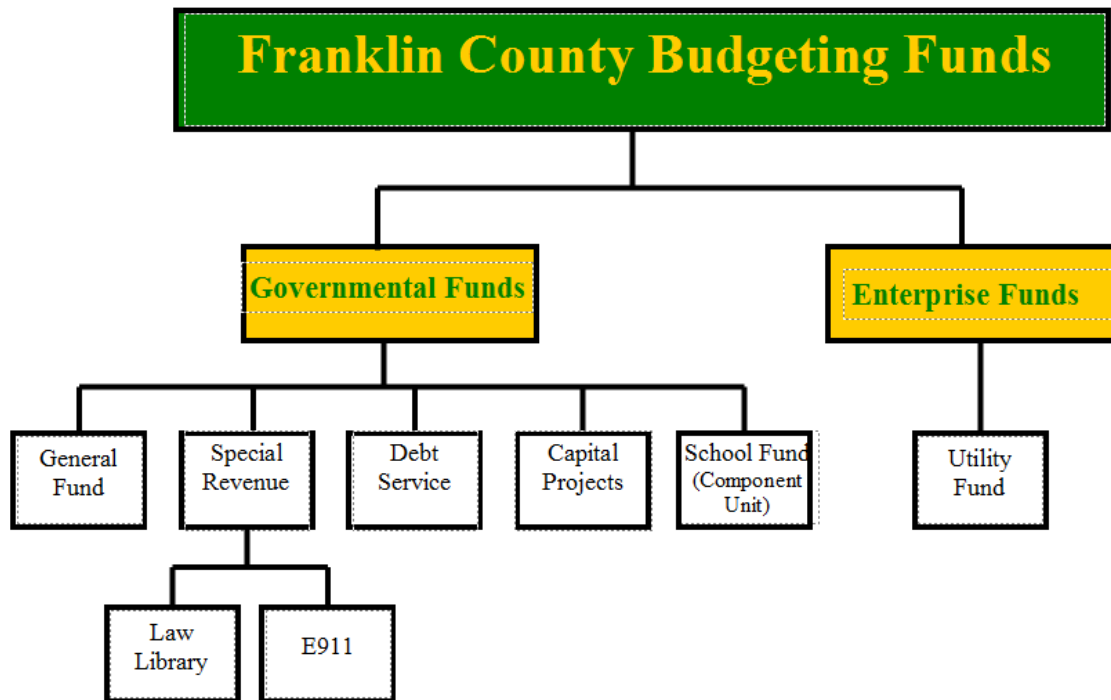 Franklin County Budgeting Funds
Governmental Funds
Enterprise Funds
General
Fund
Special
Revenue
Debt
Service
Capital
Projects
School Fund
(Component
Unit)
Utility
Fund
Law
Library
E911